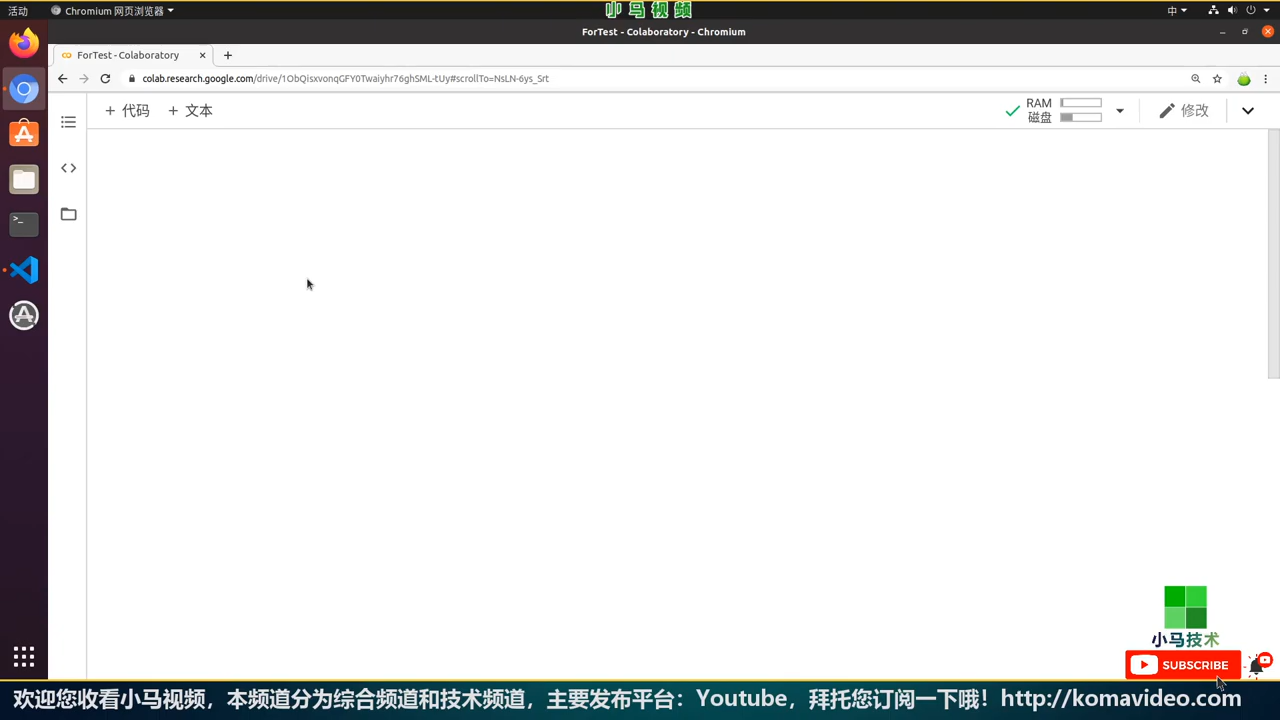 活动
Chromium 网页浏览器
小马视频
中
ForTest - Colaboratory - Chromium
ForTest - Colaboratory
colab.research.google.com/drive/1ObQisxvonqGFY0Twaiyhr76ghSML-tUy#scrollTo=NsLN-6ys_Srt
+ 代码
+ 文本
RAM
磁盘
修改
小马技术
SUBSCRIBE
欢迎您收看小马视频，本频道分为综合频道和技术频道，主要发布平台：Youtube，拜托您订阅一下哦！http://komavideo.com